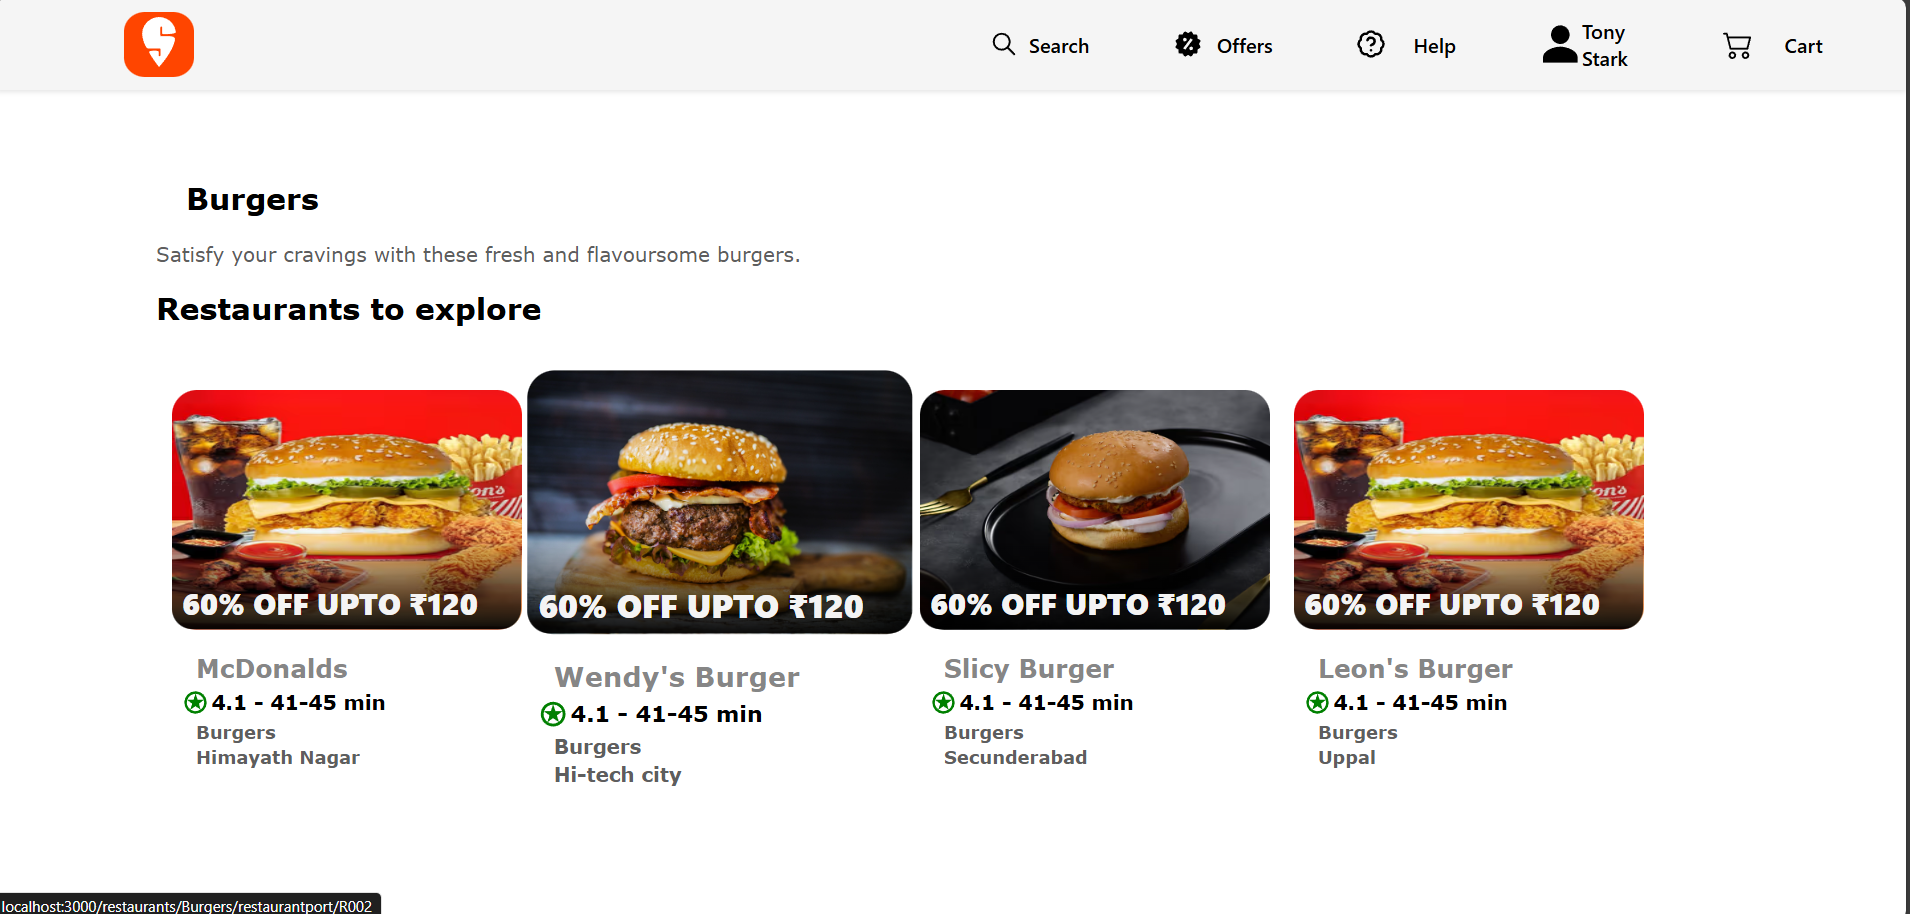 Search
Offers
Help
Tony
Stark
Cart
Burgers
Satisfy your cravings with these fresh and flavoursome burgers.
Restaurants to explore
60% OFF UPTO ₹120
60% OFF UPTO ₹120
60% OFF UPTO ₹120
60% OFF UPTO ₹120
McDonalds
4.1 - 41-45 min
Burgers
Himayath Nagar
Wendy's Burger
4.1 - 41-45 min
Burgers
Hi-tech city
Slicy Burger
4.1 - 41-45 min
Burgers
Secunderabad
Leon's Burger
4.1 - 41-45 min
Burgers
Uppal
localhost:3000/restaurants/Burgers/restaurantport/R002